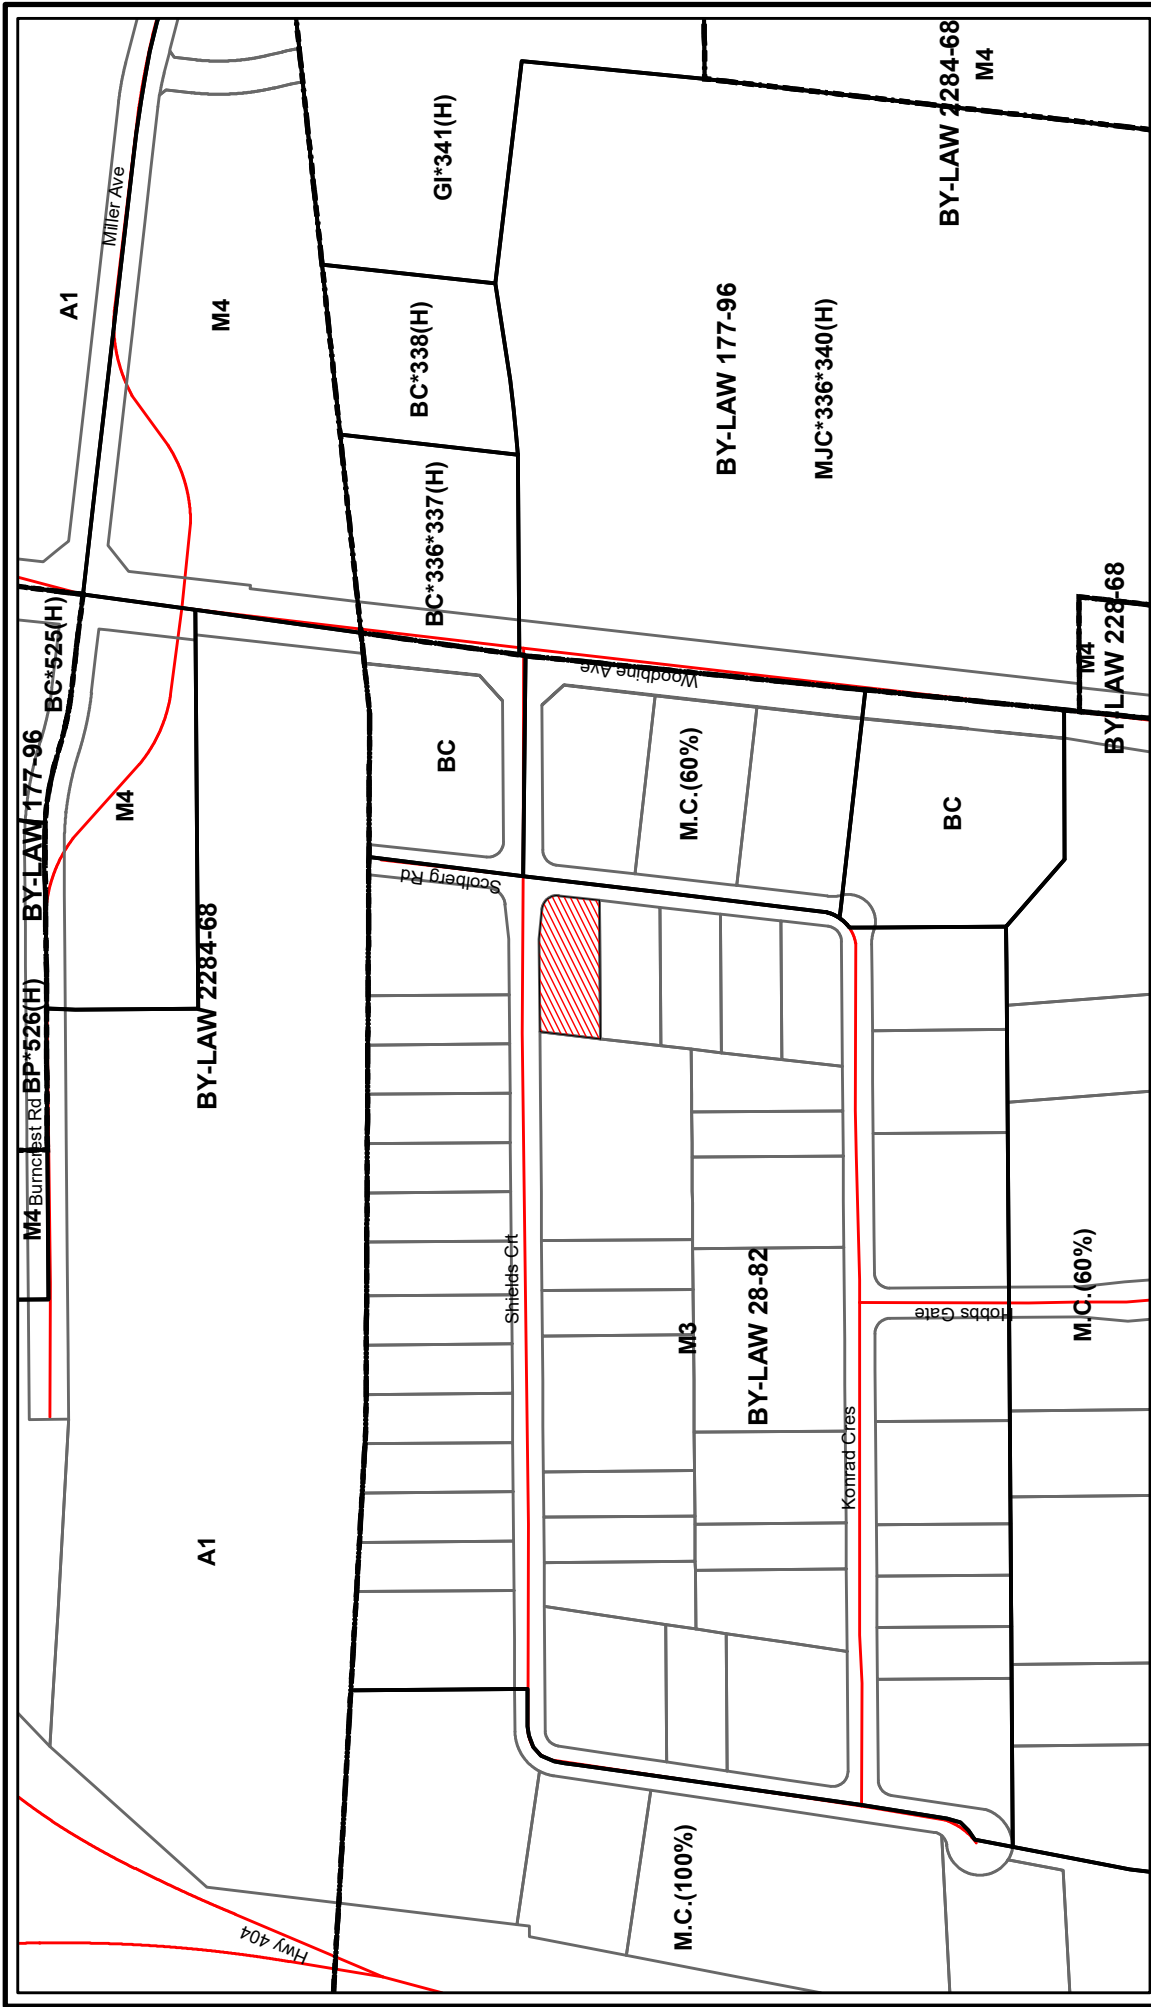 A1
Miller Ave
M4
GI*341(H)
BC*338(H)
BC*336*337(H)
BY-LAW 2284-68
M4
BY-LAW 177-96
MJC*336*340(H)
BC*525(H)
BY-LAW 177-96
M4
BP*526(H)
Burncrest Rd
M4
BY-LAW 2284-68
A1
BC
Woodbine Ave
M.C.(60%)
BC
M4
BY-LAW 228-68
Scolberg Rd
Shields Crt
M3
BY-LAW 28-82
Konrad Cres
Hobbs Gate
M.C.(60%)
M.C.(100%)
Hwy 404